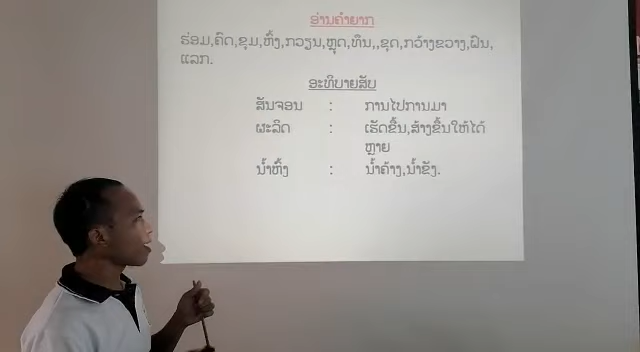 ອ່ານຄຳຍາກ
ຮ່ອມ,ຄົດ,ຂຸມ,ຫີ້ງ,ກວຽນ,ຫຼຸດ,ທຶນ,,ຂຸດ,ກວ້າງຂວາງ,ຝົນ,
ແລກ.
ອະທິບາຍສັບ
ສັນຈອນ : ການໄປການມາ
ຜະລິດ : ເຮັດຂຶ້ນ,ສ້າງຂຶ້ນໃຫ້ໄດ້
ຫຼາຍ
ນ້ຳຫີ້ງ : ນ້ຳຄ້າງ,ນ້ຳຂັງ.